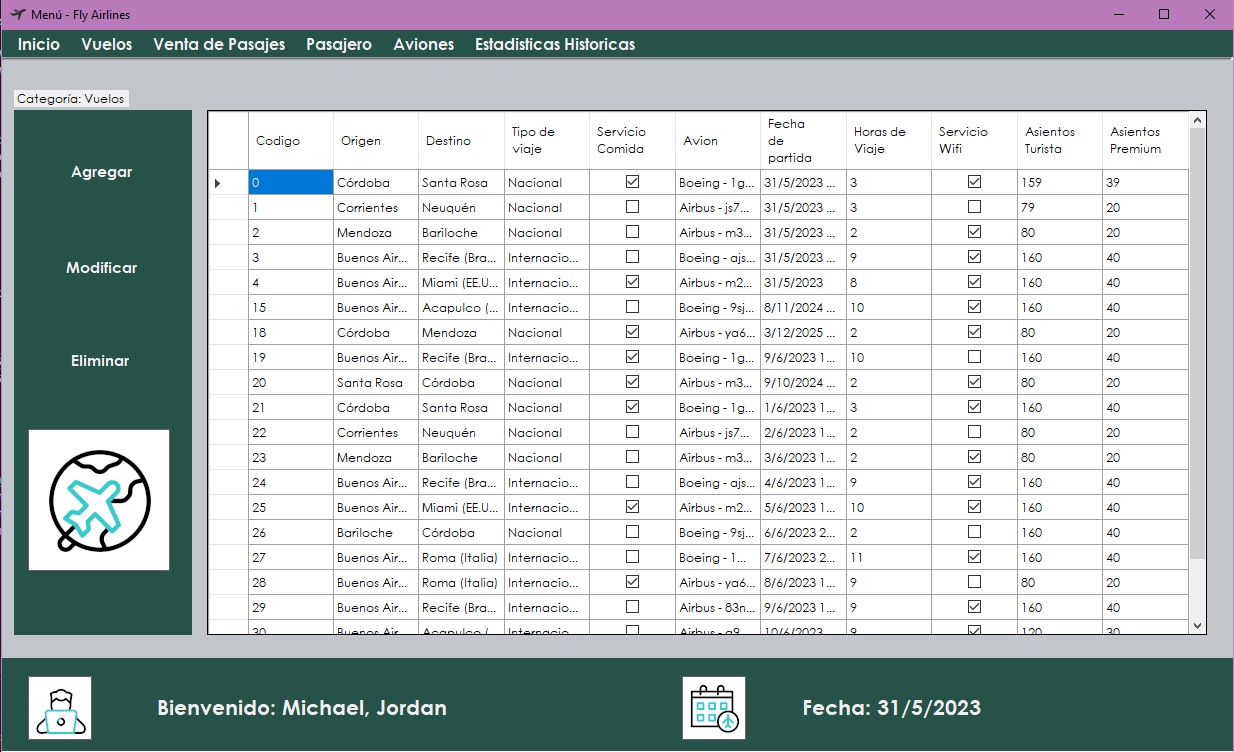 Menú - Fly Airlines
Inicio Vuelos Venta de Pasajes Pasajero Aviones Estadisticas Historicas
Categoría: Vuelos
Agregar
Modificar
Eliminar
Codigo Origen Destino Tipo de viaje Servicio Comida Avion Fecha de partida Horas de Viaje Servicio Wifi Asientos Turista Asientos Premium
0 Córdoba Santa Rosa Nacional Boeing - 1g... 31/5/2023 ... 3 159 39
1 Corrientes Neuquén Nacional Airbus - js7... 31/5/2023 ... 3 79 20
2 Mendoza Bariloche Nacional Airbus - m3... 31/5/2023 ... 2 80 20
3 Buenos Air... Recife (Bra... Internacio... Boeing - ajs... 31/5/2023 ... 9 160 40
4 Buenos Air... Miami (EE.U... Internacio... Airbus - m2... 31/5/2023 8 160 40
15 Buenos Air... Acapulco (... Internacio... Boeing - 9sj... 8/11/2024 ... 10 160 40
18 Córdoba Mendoza Nacional Airbus - ya6... 3/12/2025 ... 2 80 20
19 Buenos Air... Recife (Bra... Internacio... Boeing - 1g... 9/6/2023 1... 10 160 40
20 Santa Rosa Córdoba Nacional Airbus - m3... 9/10/2024 ... 2 80 20
21 Córdoba Santa Rosa Nacional Boeing - 1g... 1/6/2023 1... 3 160 40
22 Corrientes Neuquén Nacional Airbus - js7... 2/6/2023 1... 2 80 20
23 Mendoza Bariloche Nacional Airbus - m3... 3/6/2023 1... 2 80 20
24 Buenos Air... Recife (Bra... Internacio... Boeing - ajs... 4/6/2023 1... 9 160 40
25 Buenos Air... Miami (EE.U... Internacio... Airbus - m2... 5/6/2023 1... 10 160 40
26 Bariloche Córdoba Nacional Boeing - 9sj... 6/6/2023 2... 2 160 40
27 Buenos Air... Roma (Italia) Internacio... Boeing - 1... 7/6/2023 2... 11 160 40
28 Buenos Air... Roma (Italia) Internacio... Airbus - ya6... 8/6/2023 1... 9 80 20
29 Buenos Air... Recife (Bra... Internacio... Airbus - 83n... 9/6/2023 1... 9 160 40
30 Buenos Air... Acapulco (... Internacio... Airbus - a9... 10/6/2023 ... 9 120 30
Bienvenido: Michael, Jordan
Fecha: 31/5/2023